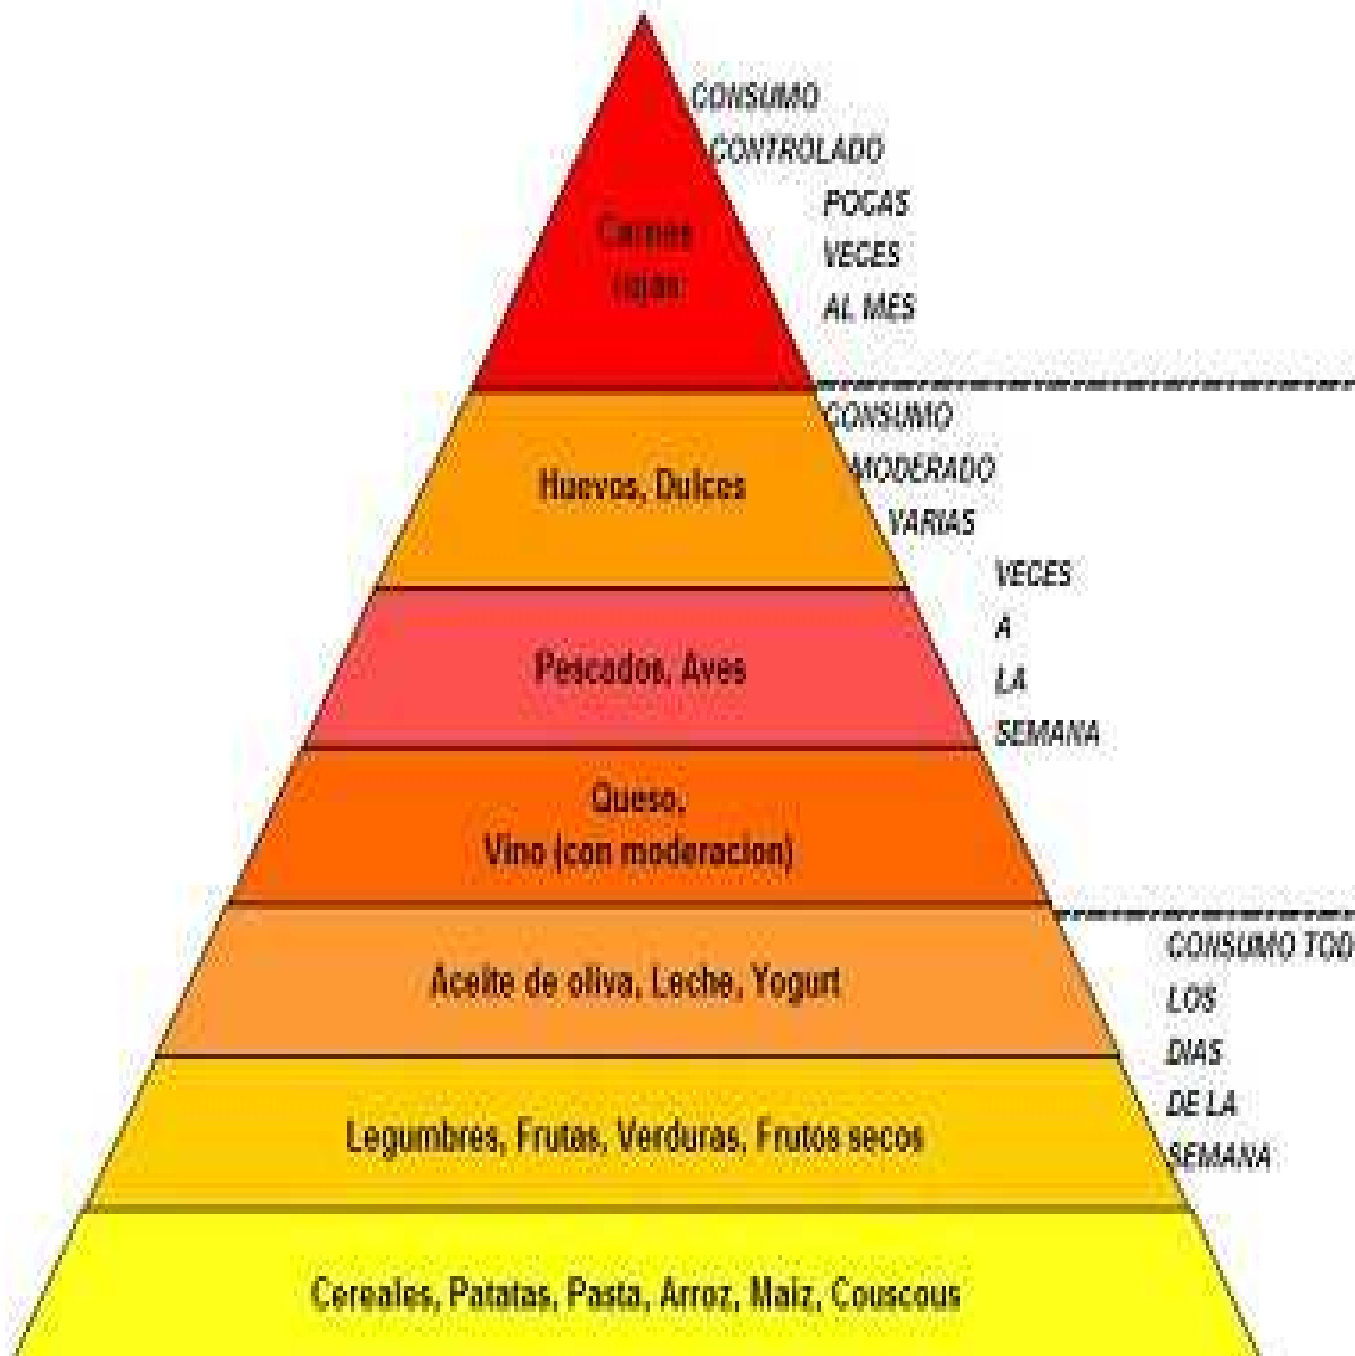 CONSUMO
CONTROLADO
POCAS
VECES
AL MES
Carnes
rojas
CONSUMO
MODERADO
VARIAS
VECES
A
LA
SEMANA
Huevos, Dulces
Pescados, Aves
Queso,
Vino (con moderacion)
CONSUMO TOD
LOS
DIAS
DE LA
SEMANA
Aceite de oliva, Leche, Yogurt
Legumbres, Frutas, Verduras, Frutos secos
Cereales, Patatas, Pasta, Arroz, Maiz, Couscous